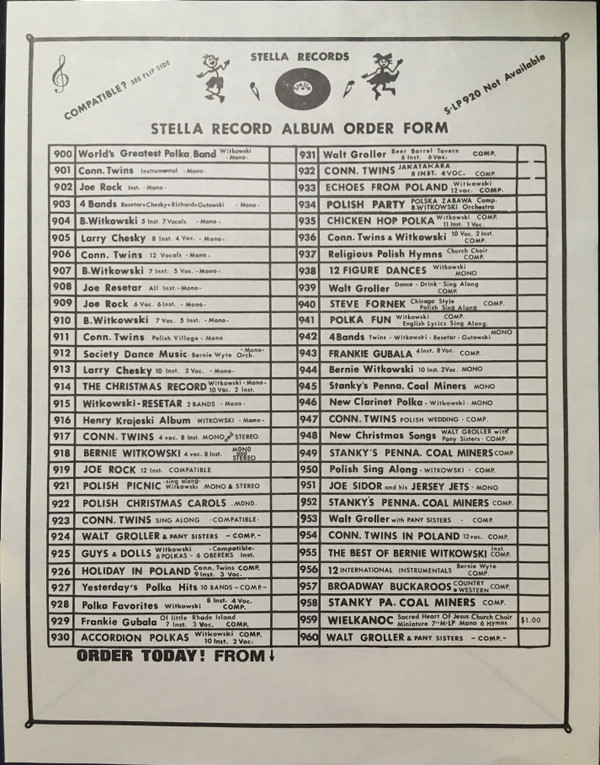 COMPATIBLE? SEE FLIP SIDE
STELLA RECORDS
S-LP920 Not Available
STELLA RECORD ALBUM ORDER FORM
900 World's Greatest Polka Band Witkowski -Mono-
901 Conn. Twins Instrumental -Mono-
902 Joe Rock Inst. -Mono-
903 4 Bands Resetar•Chesky•Richard•Gutowski -Mono-
904 B.Witkowski 5 Inst. 7 Vocals -Mono-
905 Larry Chesky 8 Inst. 4 Voc. -Mono-
906 Conn. Twins 12 Vocals -Mono-
907 B.Witkowski 7 Inst. 5 Voc. -Mono-
908 Joe Resetar All Inst.-Mono-
909 Joe Rock 6 Voc. 6 Inst. -Mono-
910 B.Witkowski 7 Voc. 5 Inst. -Mono-
911 Conn. Twins Polish Village -Mono
912 Society Dance Music-Bernie Wyte Orch. -Mono-
913 Larry Chesky 10 Inst. 2 Voc. -Mono-
914 THE CHRISTMAS RECORD Witkowski-Mono- 10 Voc. 2 Inst.
915 Witkowski-RESETAR 2 BANDS -Mono-
916 Henry Krajeski Album WITKOWSKI -Mono-
917 CONN. TWINS 4 voc. 8 Inst. MONO and STEREO
918 BERNIE WITKOWSKI 4 voc. 8 Inst. MONO and STEREO
919 JOE ROCK 12 Inst. COMPATIBLE
921 POLISH PICNIC -sing along- Witkowski MONO & STEREO
922 POLISH CHRISTMAS CAROLS -MONO-
923 CONN. TWINS SING ALONG -COMPATIBLE-
924 WALT GROLLER & PANY SISTERS -COMP.-
925 GUYS & DOLLS Witkowski -Compatible- 6 POLKAS - 6 OBEREKS Inst.
926 HOLIDAY IN POLAND Conn. Twins COMP. 9 Inst. 3 Voc.
927 Yesterday's Polka Hits 10 BANDS -COMP-
928 Polka Favorites Witkowski 8 Inst. 4 Voc. COMP.
929 Frankie Gubala Of little Rhode Island 7 Inst. 3 Voc. COMP.
930 ACCORDION POLKAS Witkowski COMP. 10 Inst. 2 Voc.
931 Walt Groller Beer Barrel Tavern 6 Inst. 6 Voc. COMP.
932 CONN. TWINS JAKATAKARA 8 INST. 4 VOC. COMP.
933 ECHOES FROM POLAND Witkowski 12 voc. COMP.
934 POLISH PARTY POLSKA ZABAWA Comp. B.WITKOWSKI Orchestra
935 CHICKEN HOP POLKA Witkowski COMP. 11 Inst. 1 Voc.
936 Conn. Twins & Witkowski 10 Voc. 2 Inst. COMP.
937 Religious Polish Hymns Church Choir COMP.
938 12 FIGURE DANCES Witkowski MONO
939 Walt Groller Dance - Drink - Sing Along COMP.
940 STEVE FORNEK Chicago Style Polish Sing Along COMP.
941 POLKA FUN Witkowski COMP. English Lyrics Sing Along.
942 4Bands Twins - Witkowski - Resetar - Gutowski MONO
943 FRANKIE GUBALA 4 Inst. 8 Voc. COMP.
944 Bernie Witkowski 10 Inst. 2 Voc. MONO
945 Stanky's Penna. Coal Miners MONO
946 New Clarinet Polka - Witkowski - MONO
947 CONN. TWINS POLISH WEDDING - COMP.
948 New Christmas Songs WALT GROLLER with Pany Sisters - COMP.
949 STANKY'S PENNA. COAL MINERS COMP.
950 Polish Sing Along - WITKOWSKI - COMP.
951 JOE SIDOR and his JERSEY JETS - MONO
952 STANKY'S PENNA. COAL MINERS COMP.
953 Walt Groller with PANY SISTERS - COMP.
954 CONN. TWINS IN POLAND 12 voc. COMP.
955 THE BEST OF BERNIE WITKOWSKI Inst. COMP.
956 12 INTERNATIONAL INSTRUMENTALS Bernie Wyte COMP.
957 BROADWAY BUCKAROOS COUNTRY & WESTERN
958 STANKY PA. COAL MINERS COMP.
959 WIELKANOC Sacred Heart Of Jesus Church Choir Miniature 7" M-LP Mono 6 Hymns $1.00
960 WALT GROLLER & PANY SISTERS -COMP.-
ORDER TODAY! FROM↓